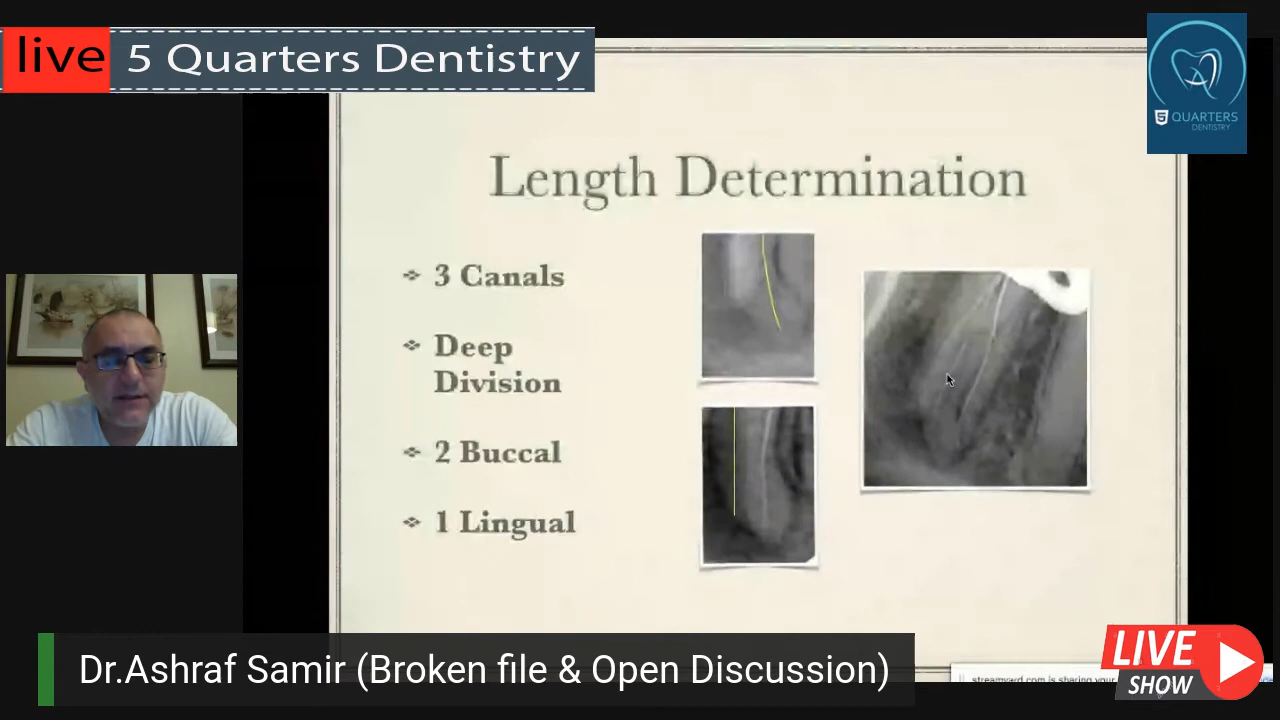 live 5 Quarters Dentistry
5 QUARTERS
DENTISTRY
Length Determination
3 Canals
Deep
Division
2 Buccal
1 Lingual
Dr.Ashraf Samir (Broken file & Open Discussion)
LIVE
SHOW
streamyard.com is sharing your